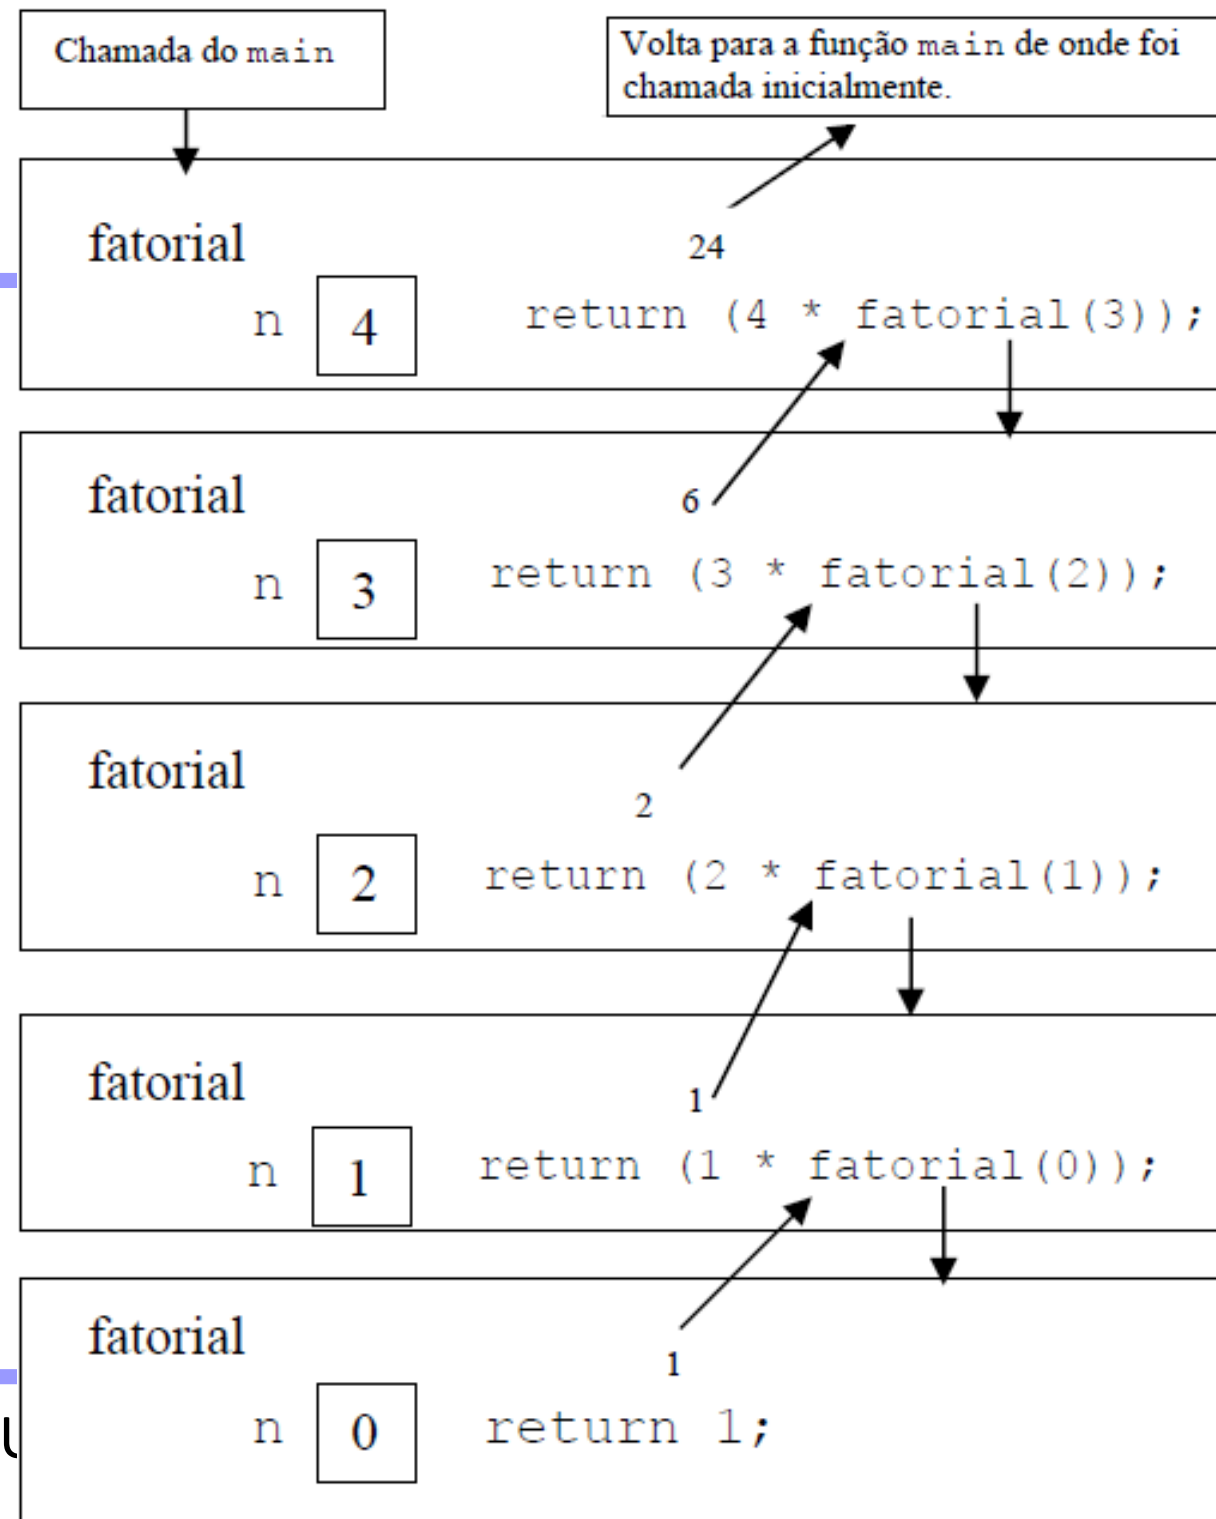 Chamada do main
Volta para a função main de onde foi
chamada inicialmente.
fatorial
24
n 4 return (4 * fatorial(3));
fatorial
6
n 3 return (3 * fatorial(2));
fatorial
2
n 2 return (2 * fatorial(1));
fatorial
1
n 1 return (1 * fatorial(0));
fatorial
1
n 0 return 1;